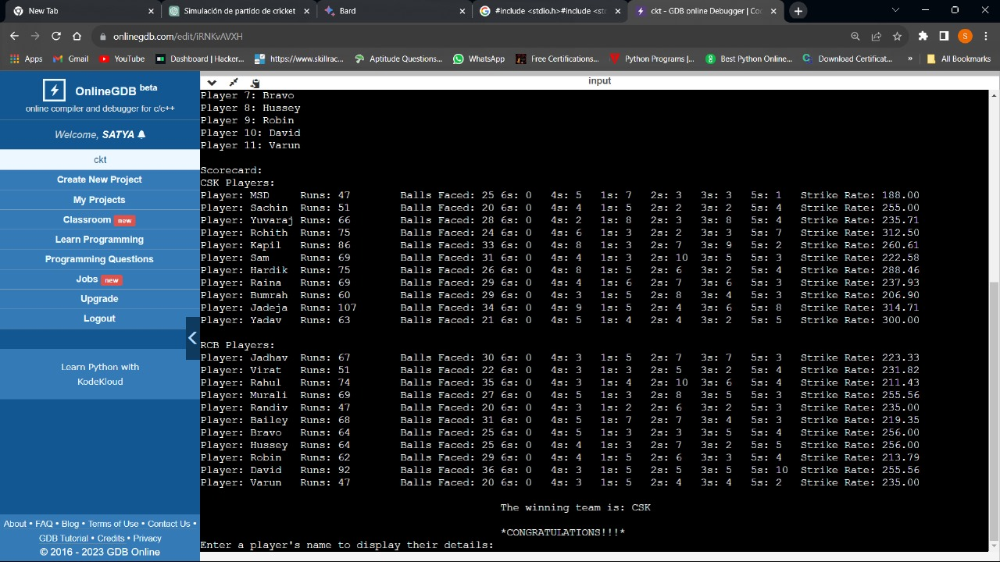 New Tab
Simulación de partido de cricket
Bard
#include <stdio.h>#include <stc
ckt - GDB online Debugger | Co
onlinegdb.com/edit/iRNKvAVXH
S
Apps
Gmail
YouTube
Dashboard | Hacker...
https://www.skillrac...
Aptitude Questions...
WhatsApp
Free Certifications...
Python Programs |...
Best Python Online...
Download Certificat...
»
All Bookmarks
OnlineGDB beta
online compiler and debugger for c/c++
Welcome, SATYA
ckt
Create New Project
My Projects
Classroom new
Learn Programming
Programming Questions
Jobs new
Upgrade
Logout
Learn Python with
KodeKloud
About • FAQ • Blog • Terms of Use • Contact Us •
GDB Tutorial • Credits • Privacy
© 2016 - 2023 GDB Online
input
Player 7: Bravo
Player 8: Hussey
Player 9: Robin
Player 10: David
Player 11: Varun
Scorecard:
CSK Players:
Player: MSD Runs: 47 Balls Faced: 25 6s: 0 4s: 5 1s: 7 2s: 3 3s: 3 5s: 1 Strike Rate: 188.00
Player: Sachin Runs: 51 Balls Faced: 20 6s: 0 4s: 4 1s: 5 2s: 2 3s: 2 5s: 4 Strike Rate: 255.00
Player: Yuvaraj Runs: 66 Balls Faced: 28 6s: 0 4s: 2 1s: 8 2s: 3 3s: 8 5s: 4 Strike Rate: 235.71
Player: Rohith Runs: 75 Balls Faced: 24 6s: 0 4s: 6 1s: 3 2s: 2 3s: 3 5s: 7 Strike Rate: 312.50
Player: Kapil Runs: 86 Balls Faced: 33 6s: 0 4s: 8 1s: 3 2s: 7 3s: 9 5s: 2 Strike Rate: 260.61
Player: Sam Runs: 69 Balls Faced: 31 6s: 0 4s: 4 1s: 3 2s: 10 3s: 5 5s: 3 Strike Rate: 222.58
Player: Hardik Runs: 75 Balls Faced: 26 6s: 0 4s: 8 1s: 5 2s: 6 3s: 2 5s: 4 Strike Rate: 288.46
Player: Raina Runs: 69 Balls Faced: 29 6s: 0 4s: 4 1s: 6 2s: 7 3s: 6 5s: 3 Strike Rate: 237.93
Player: Bumrah Runs: 60 Balls Faced: 29 6s: 0 4s: 3 1s: 5 2s: 8 3s: 4 5s: 3 Strike Rate: 206.90
Player: Jadeja Runs: 107 Balls Faced: 34 6s: 0 4s: 9 1s: 5 2s: 4 3s: 6 5s: 8 Strike Rate: 314.71
Player: Yadav Runs: 63 Balls Faced: 21 6s: 0 4s: 5 1s: 4 2s: 4 3s: 2 5s: 5 Strike Rate: 300.00
RCB Players:
Player: Jadhav Runs: 67 Balls Faced: 30 6s: 0 4s: 3 1s: 5 2s: 7 3s: 7 5s: 3 Strike Rate: 223.33
Player: Virat Runs: 51 Balls Faced: 22 6s: 0 4s: 3 1s: 3 2s: 5 3s: 2 5s: 4 Strike Rate: 231.82
Player: Rahul Runs: 74 Balls Faced: 35 6s: 0 4s: 3 1s: 4 2s: 10 3s: 6 5s: 4 Strike Rate: 211.43
Player: Murali Runs: 69 Balls Faced: 27 6s: 0 4s: 5 1s: 3 2s: 8 3s: 5 5s: 3 Strike Rate: 255.56
Player: Randiv Runs: 47 Balls Faced: 20 6s: 0 4s: 3 1s: 2 2s: 6 3s: 2 5s: 3 Strike Rate: 235.00
Player: Bailey Runs: 68 Balls Faced: 31 6s: 0 4s: 5 1s: 7 2s: 7 3s: 4 5s: 3 Strike Rate: 219.35
Player: Bravo Runs: 64 Balls Faced: 25 6s: 0 4s: 5 1s: 3 2s: 3 3s: 5 5s: 4 Strike Rate: 256.00
Player: Hussey Runs: 64 Balls Faced: 25 6s: 0 4s: 4 1s: 3 2s: 7 3s: 2 5s: 5 Strike Rate: 256.00
Player: Robin Runs: 62 Balls Faced: 29 6s: 0 4s: 4 1s: 5 2s: 6 3s: 3 5s: 4 Strike Rate: 213.79
Player: David Runs: 92 Balls Faced: 36 6s: 0 4s: 3 1s: 5 2s: 5 3s: 5 5s: 10 Strike Rate: 255.56
Player: Varun Runs: 47 Balls Faced: 20 6s: 0 4s: 3 1s: 5 2s: 4 3s: 4 5s: 2 Strike Rate: 235.00
The winning team is: CSK
*CONGRATULATIONS!!!*
Enter a player's name to display their details: